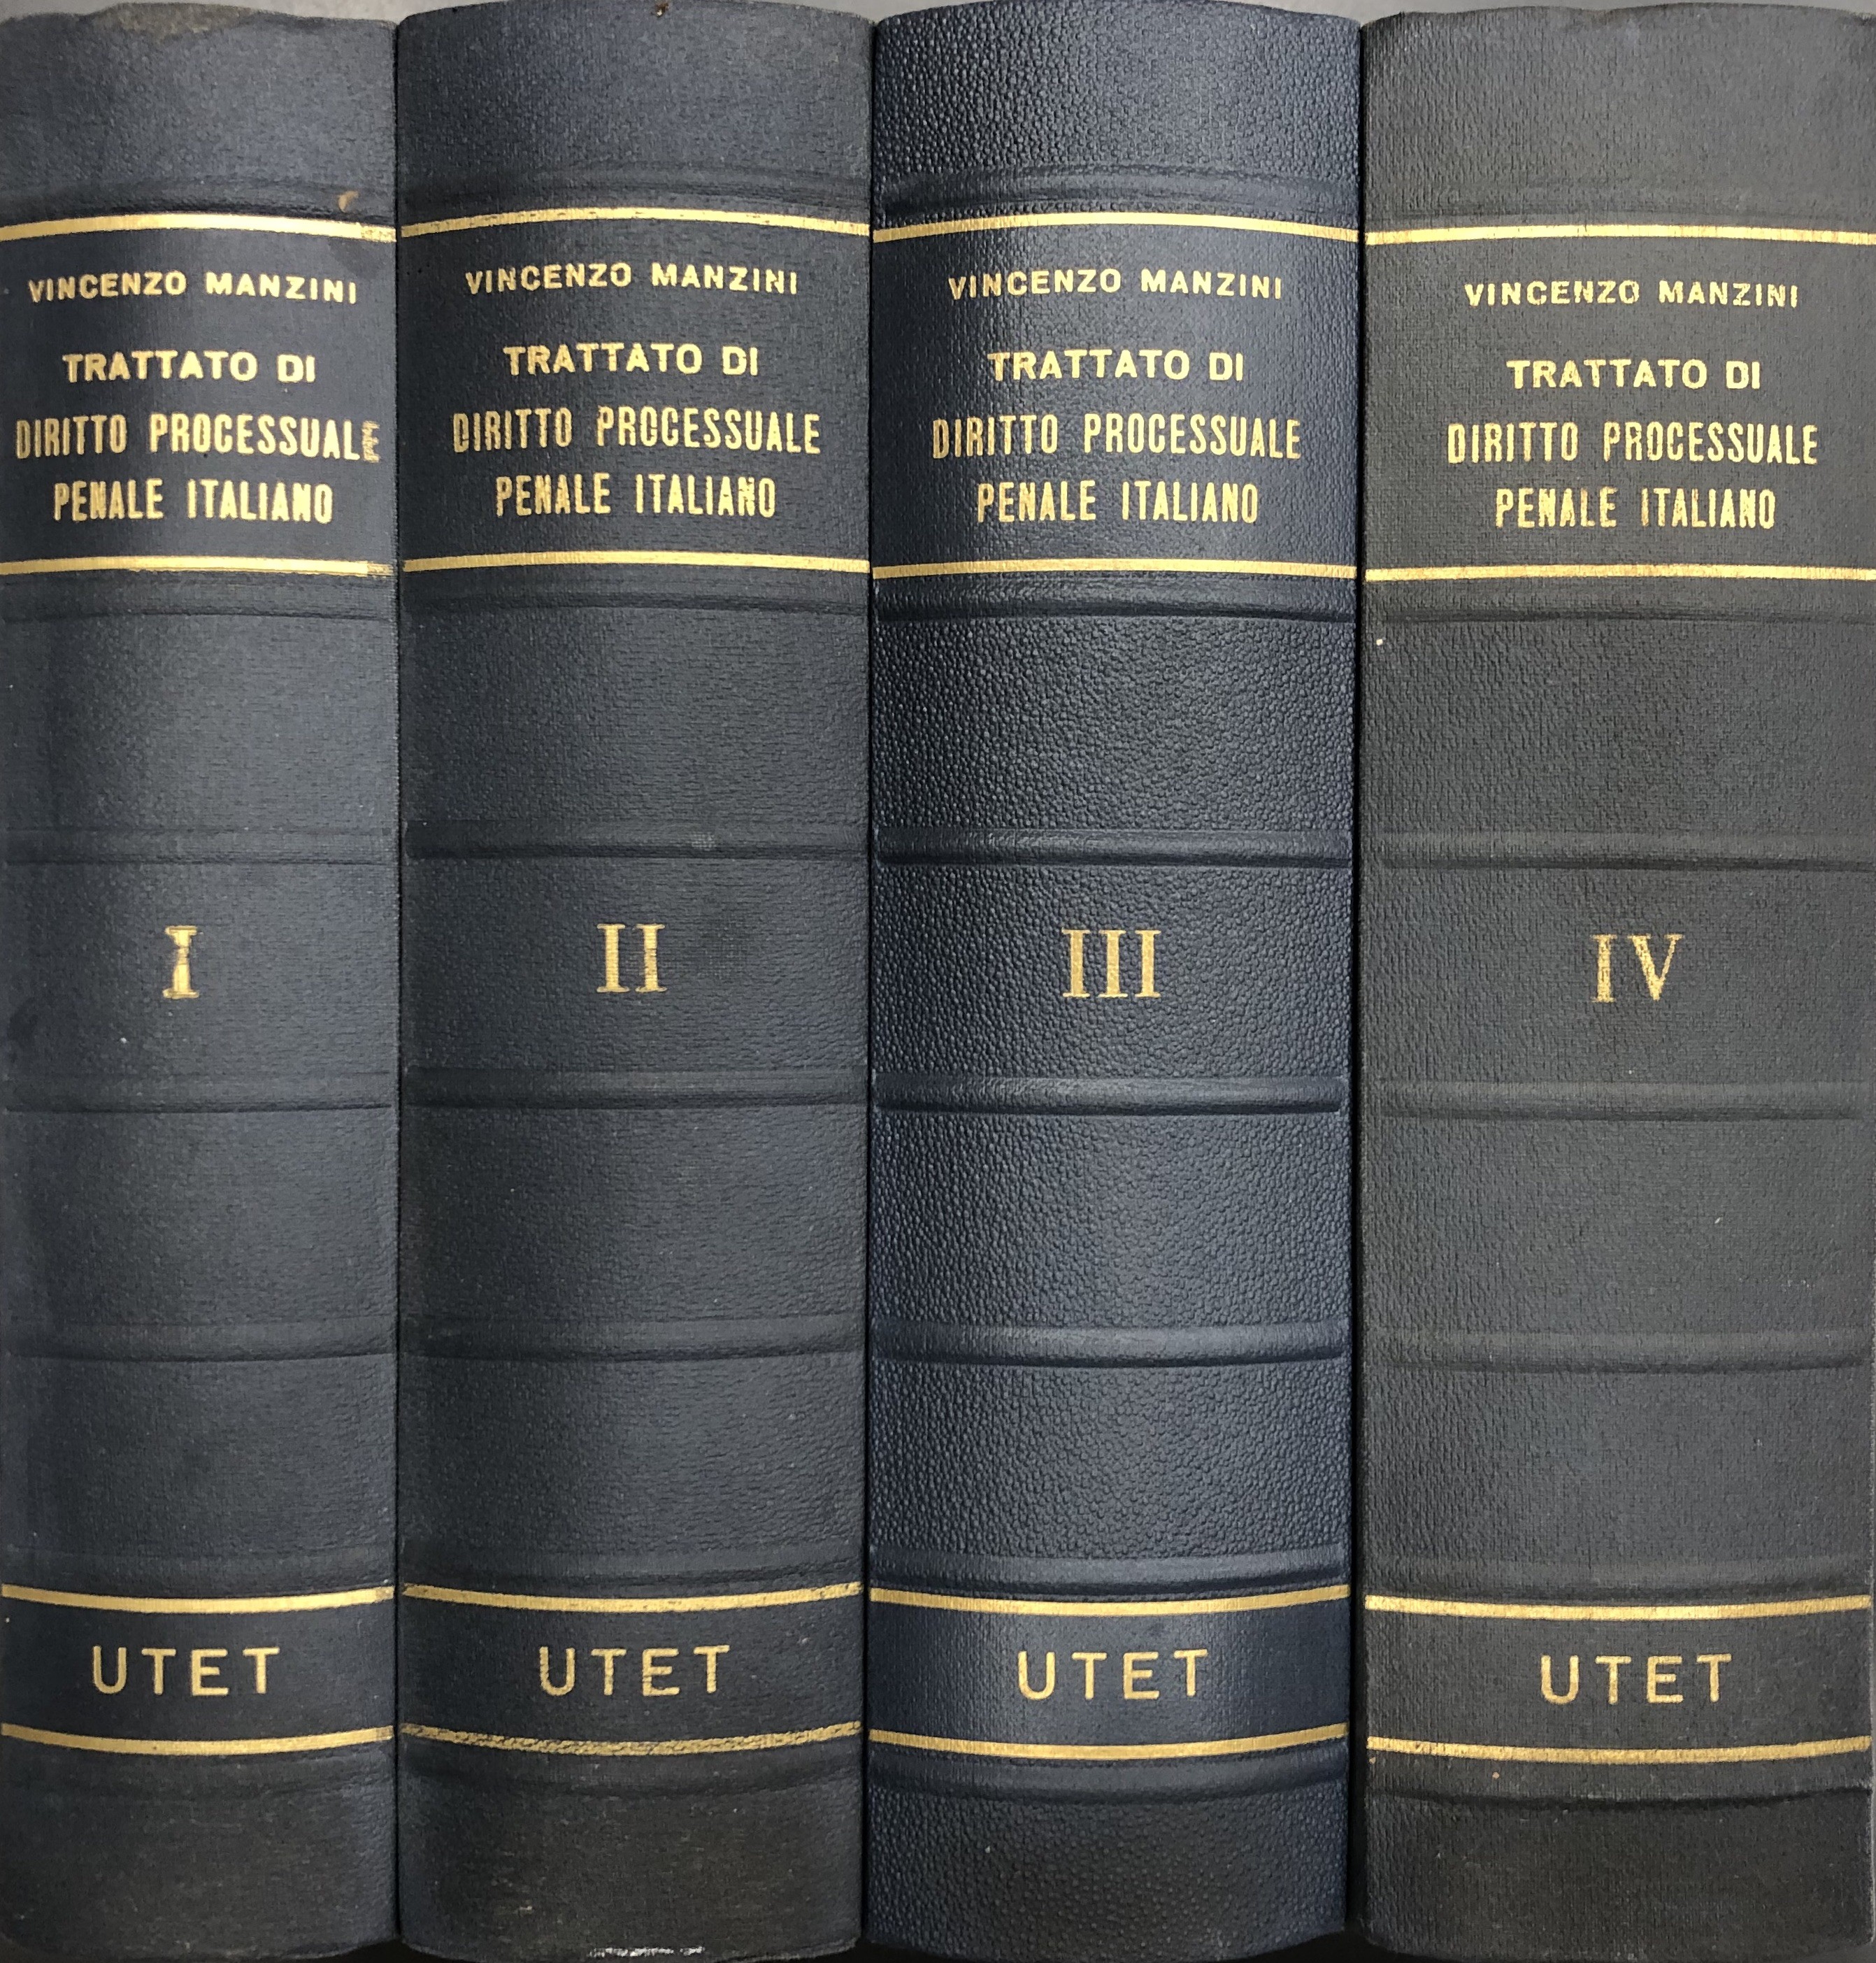 VINCENZO MANZINI
TRATTATO DI
DIRITTO PROCESSUALE
PENALE ITALIANO
I
UTET
VINCENZO MANZINI
TRATTATO DI
DIRITTO PROCESSUALE
PENALE ITALIANO
II
UTET
VINCENZO MANZINI
TRATTATO DI
DIRITTO PROCESSUALE
PENALE ITALIANO
III
UTET
VINCENZO MANZINI
TRATTATO DI
DIRITTO PROCESSUALE
PENALE ITALIANO
IV
UTET